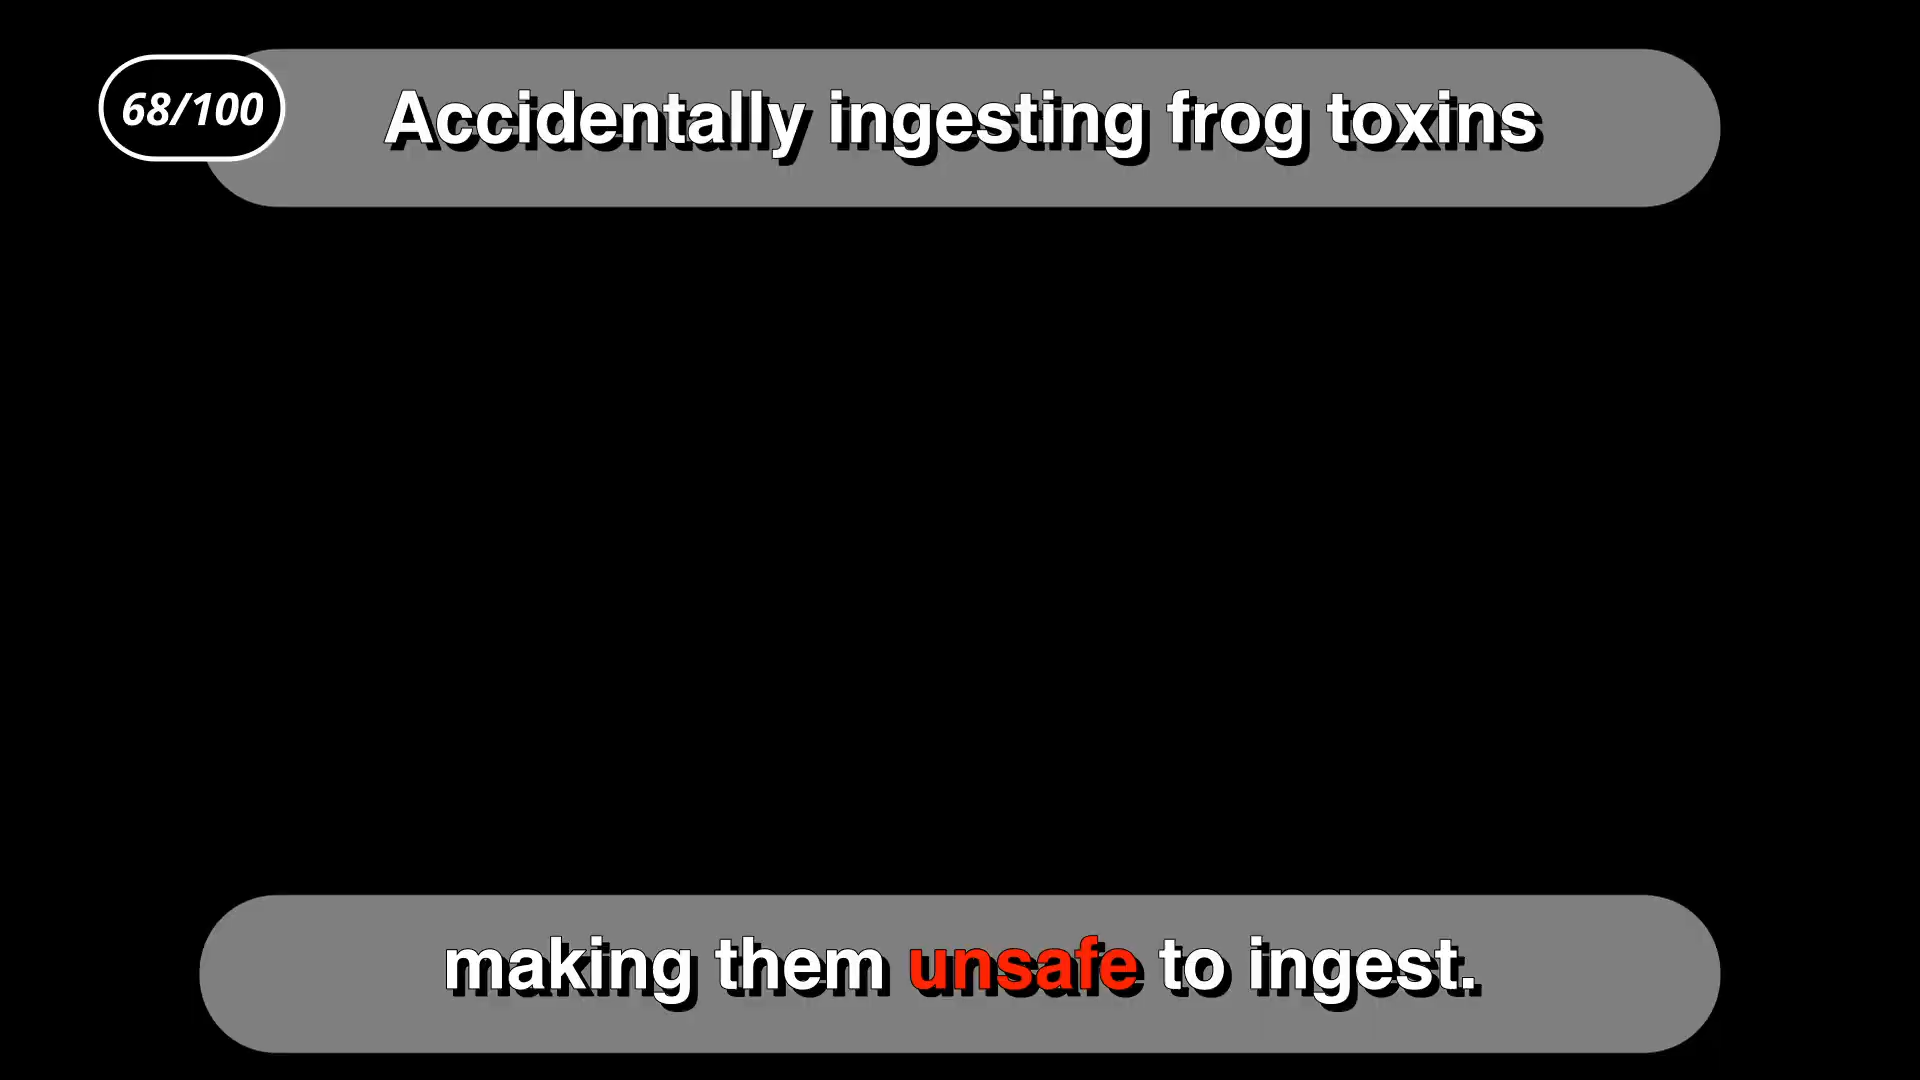 68/100
Accidentally ingesting frog toxins
making them unsafe to ingest.